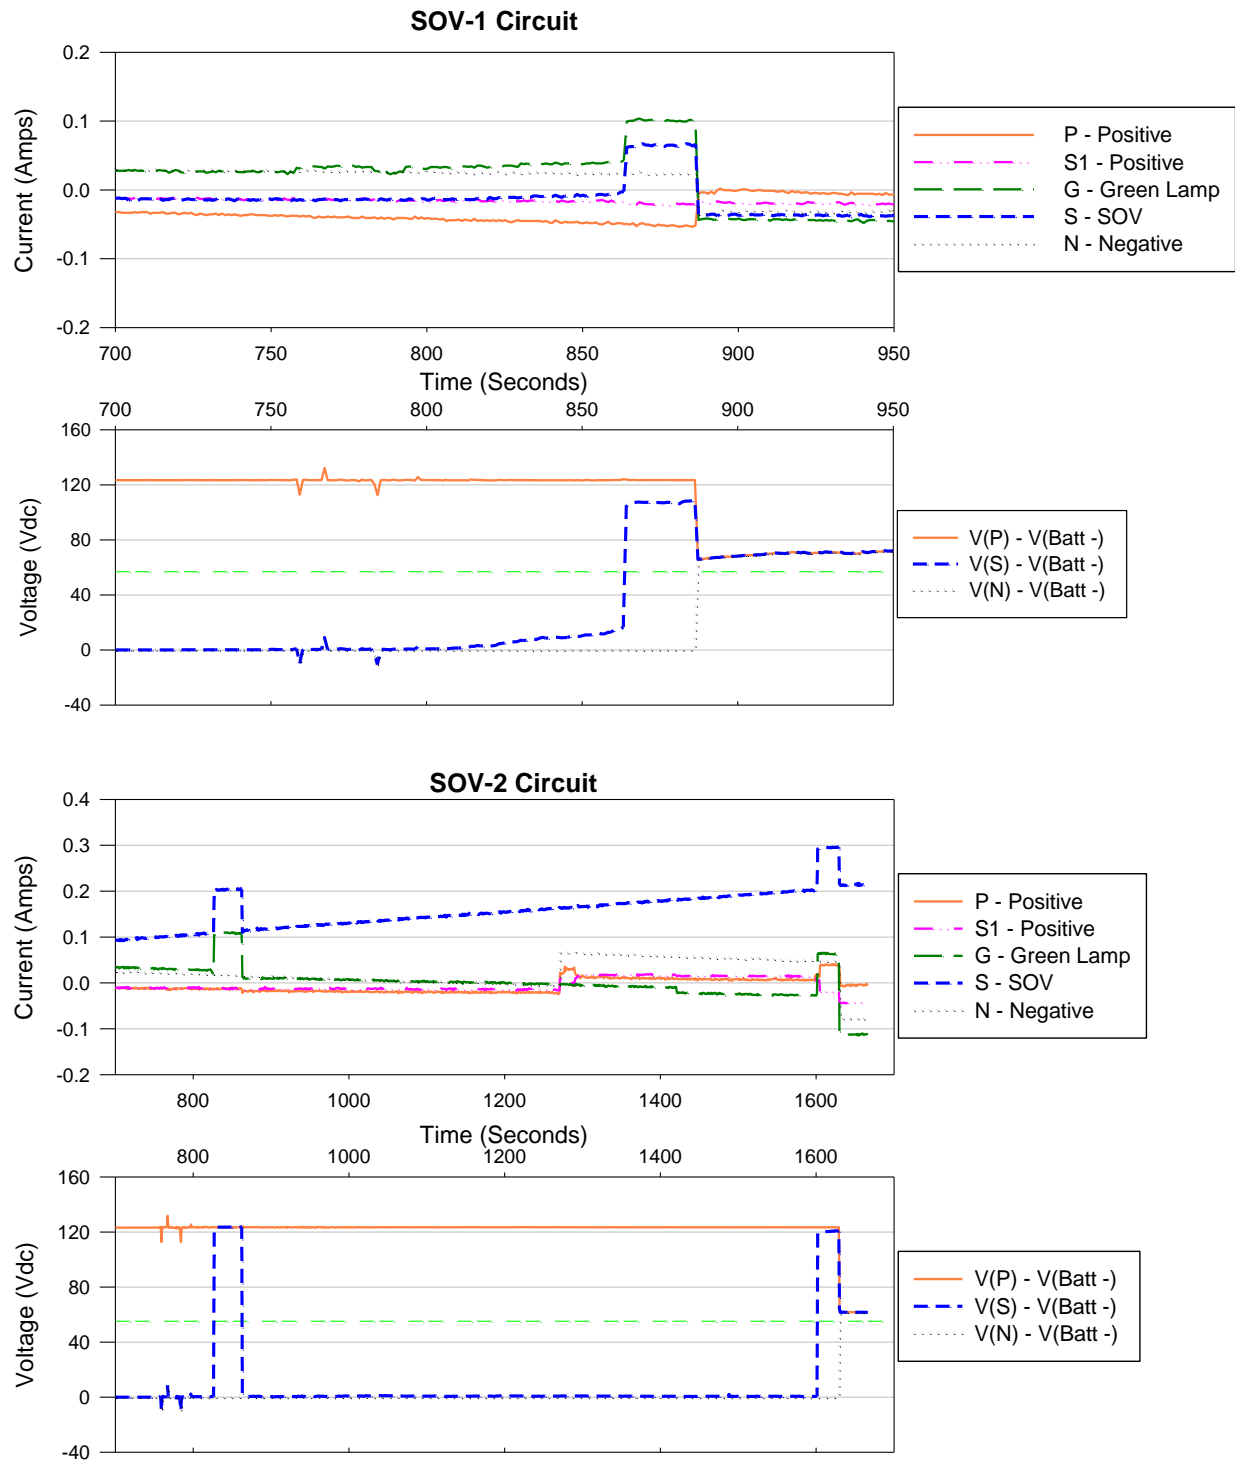 SOV-1 Circuit
0.2
0.1
0.0
-0.1
-0.2
Current (Amps)
700 750 800 850 900 950
Time (Seconds)
P - Positive
S1 - Positive
G - Green Lamp
S - SOV
N - Negative
700 750 800 850 900 950
160
120
80
40
0
-40
Voltage (Vdc)
V(P) - V(Batt -)
V(S) - V(Batt -)
V(N) - V(Batt -)
SOV-2 Circuit
0.4
0.3
0.2
0.1
0.0
-0.1
-0.2
Current (Amps)
800 1000 1200 1400 1600
Time (Seconds)
P - Positive
S1 - Positive
G - Green Lamp
S - SOV
N - Negative
800 1000 1200 1400 1600
160
120
80
40
0
-40
Voltage (Vdc)
V(P) - V(Batt -)
V(S) - V(Batt -)
V(N) - V(Batt -)